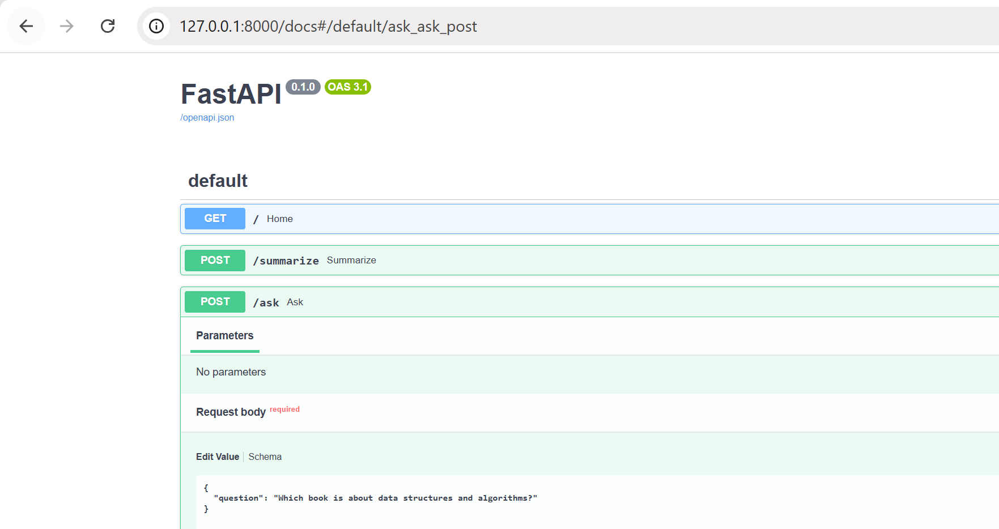 127.0.0.1:8000/docs#/default/ask_ask_post
FastAPI 0.1.0 OAS 3.1
/openapi.json
default
GET / Home
POST /summarize Summarize
POST /ask Ask
Parameters
No parameters
Request body required
Edit Value | Schema
{
"question": "Which book is about data structures and algorithms?"
}